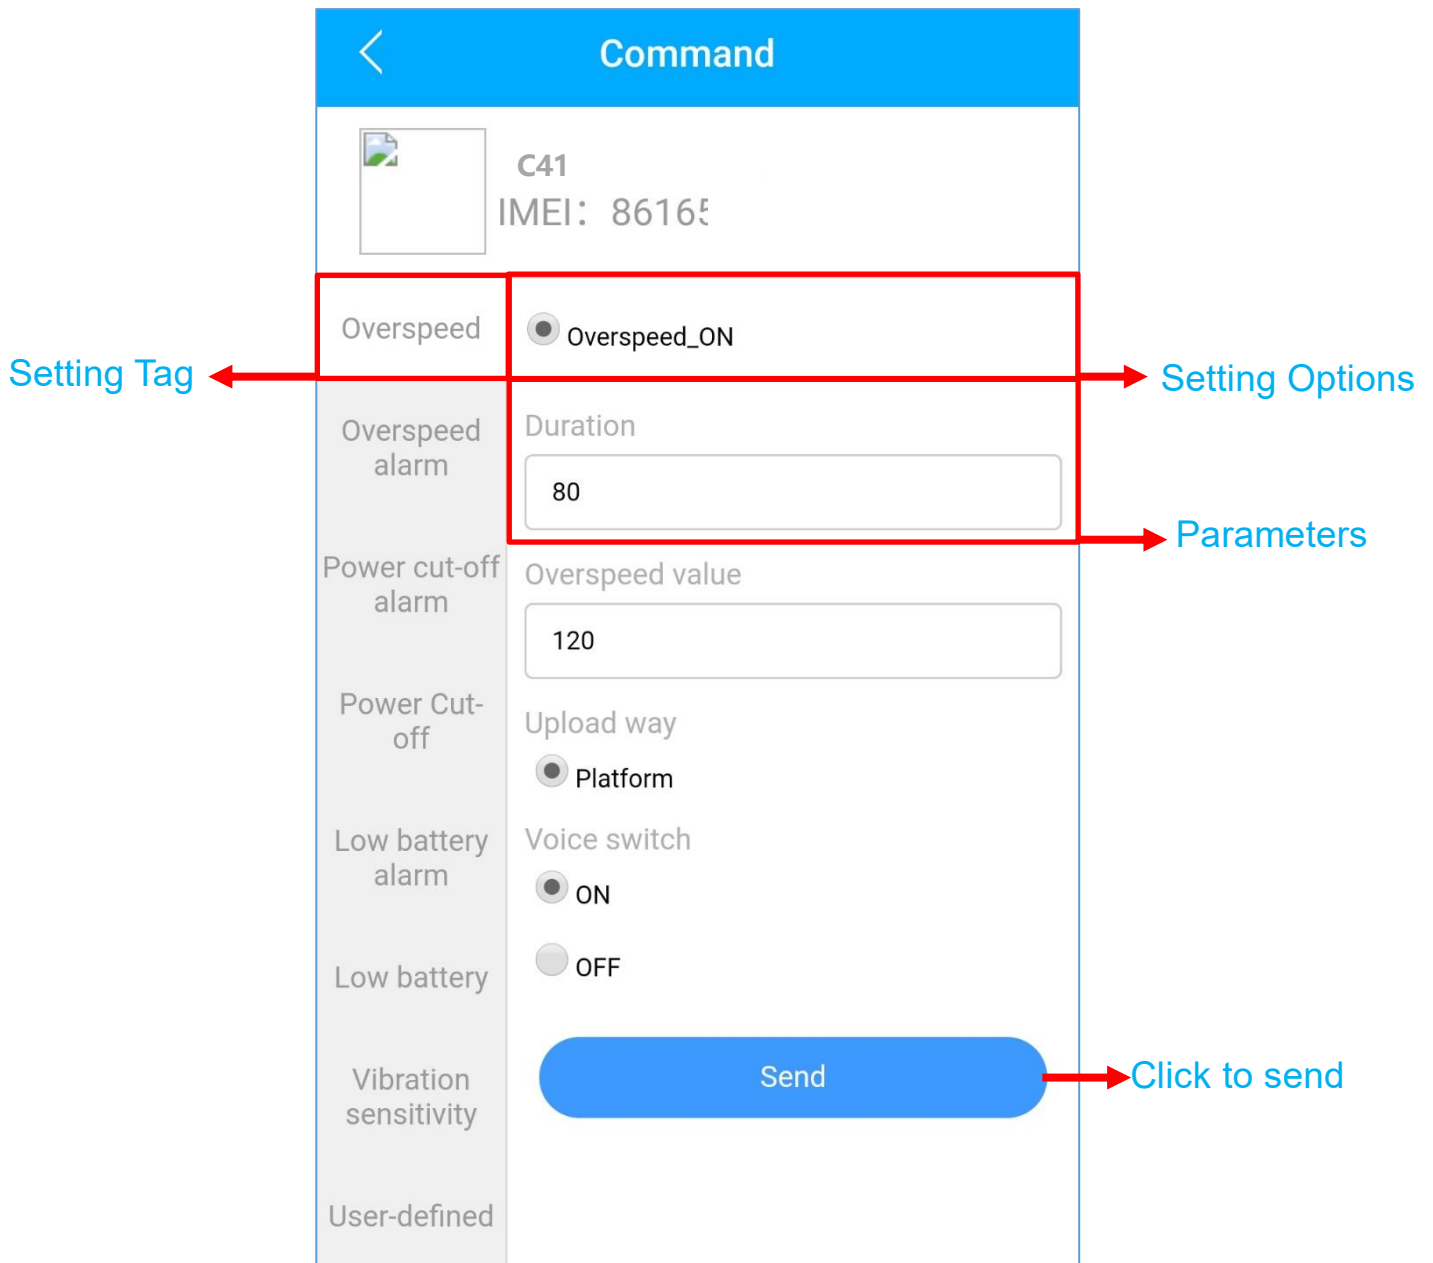 Command
C41
IMEI: 86165
Overspeed
Overspeed_ON
Setting Tag
Setting Options
Overspeed
alarm
Duration
80
Parameters
Power cut-off
alarm
Overspeed value
120
Power Cut-
off
Upload way
Platform
Low battery
alarm
Voice switch
ON
Low battery
OFF
Vibration
sensitivity
Send
Click to send
User-defined